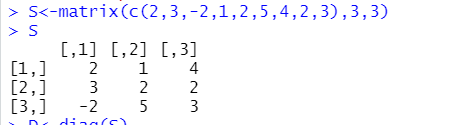 > S<-matrix(c(2,3,-2,1,2,5,4,2,3),3,3)
> S
     [,1] [,2] [,3]
[1,]    2    1    4
[2,]    3    2    2
[3,]   -2    5    3
> D<-diag(S)